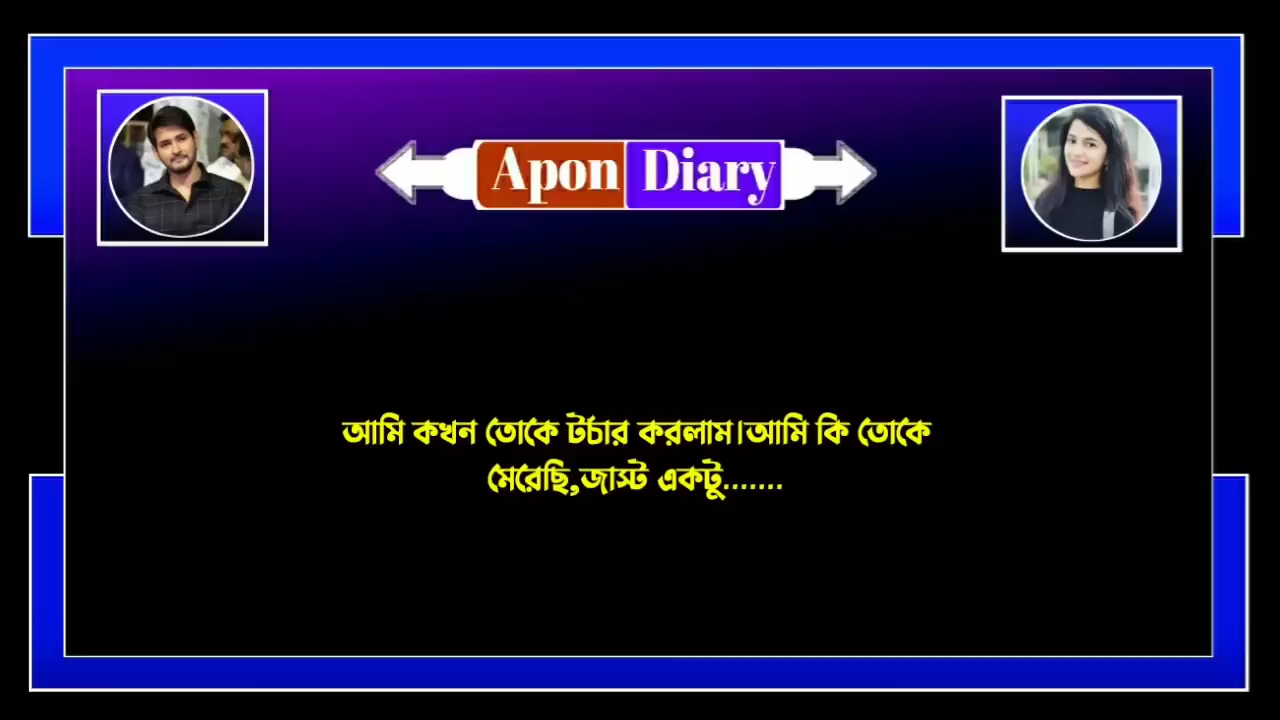 Apon Diary
আমি কখন তোকে টর্চার করলাম।আমি কি তোকে
মেরেছি,জাস্ট একটু.......